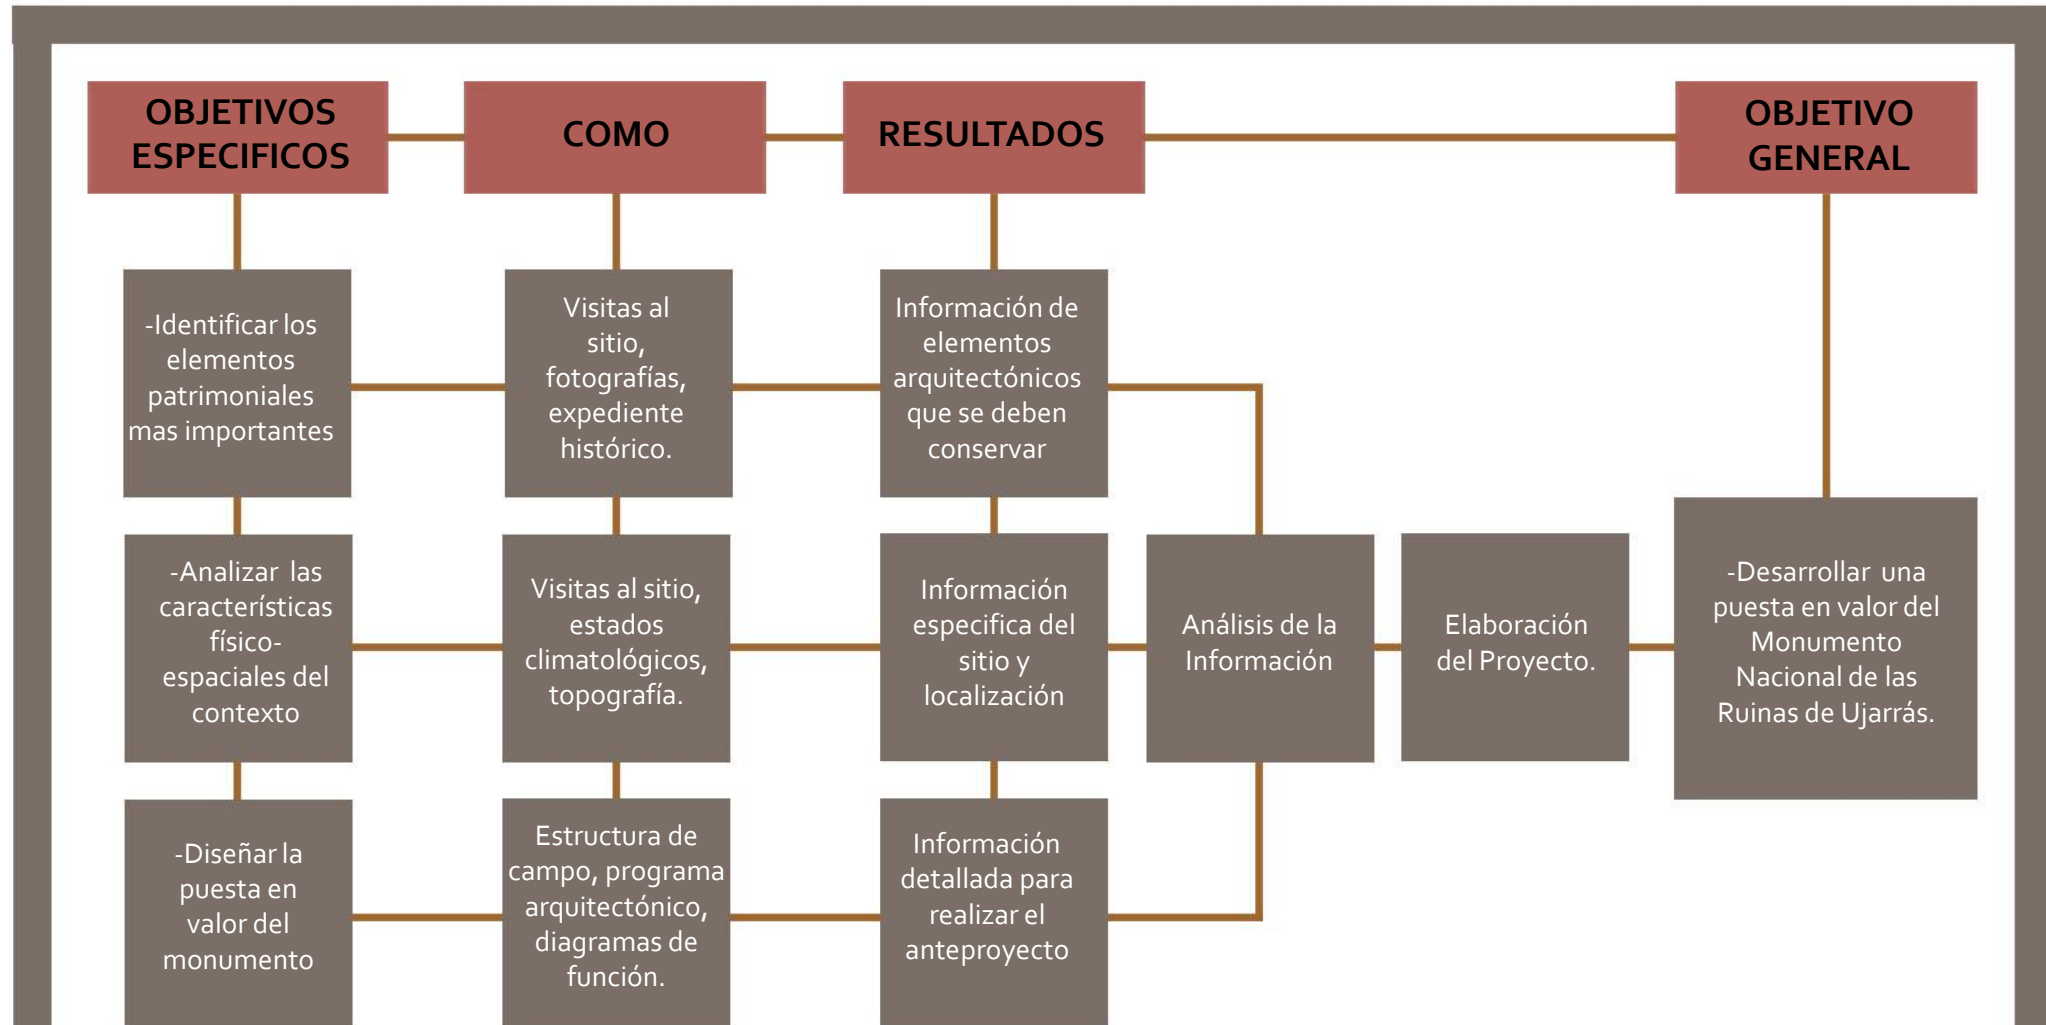 OBJETIVOS
ESPECIFICOS
COMO
RESULTADOS
OBJETIVO
GENERAL
-Identificar los
elementos
patrimoniales
mas importantes
Visitas al
sitio,
fotografías,
expediente
histórico.
Información de
elementos
arquitectónicos
que se deben
conservar
-Analizar las
características
físico-
espaciales del
contexto
Visitas al sitio,
estados
climatológicos,
topografía.
Información
especifica del
sitio y
localización
Análisis de la
Información
Elaboración
del Proyecto.
-Desarrollar una
puesta en valor del
Monumento
Nacional de las
Ruinas de Ujarrás.
-Diseñar la
puesta en
valor del
monumento
Estructura de
campo, programa
arquitectónico,
diagramas de
función.
Información
detallada para
realizar el
anteproyecto